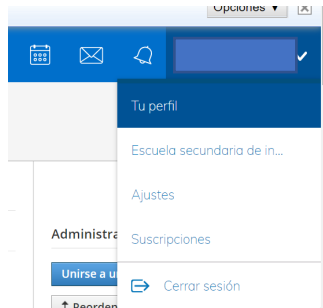 Opciones ▼
Tu perfil
Escuela secundaria de in...
Ajustes
Administra
Suscripciones
Unirse a u
Cerrar sesión
Reorden